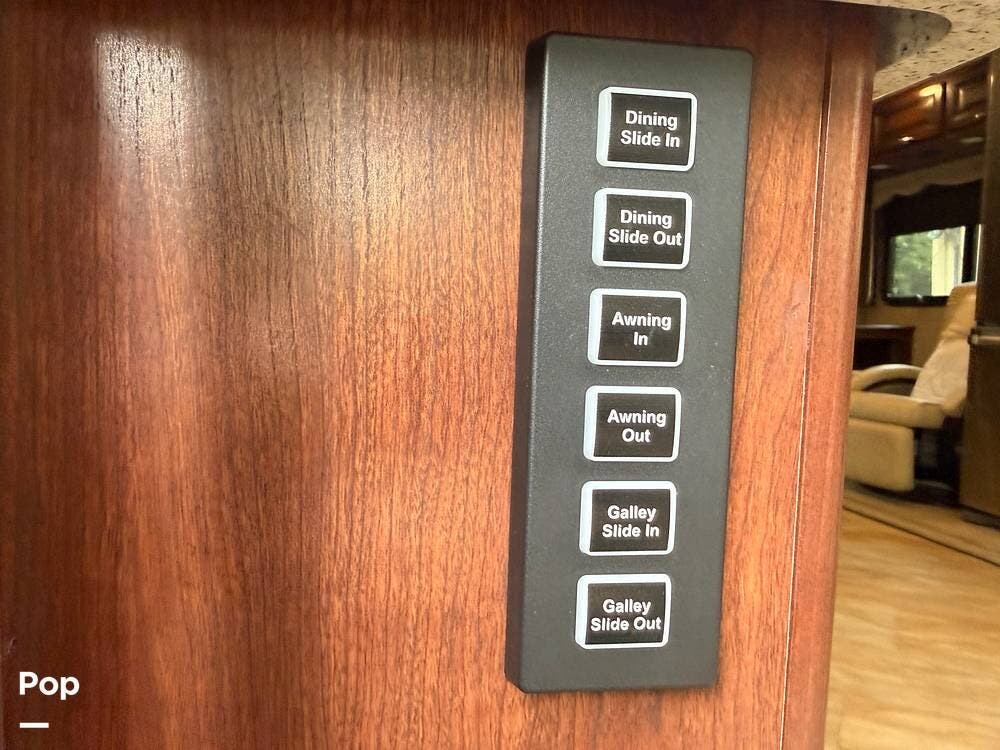 Dining
Slide In
Dining
Slide Out
Awning
In
Awning
Out
Galley
Slide In
Galley
Slide Out
Pop